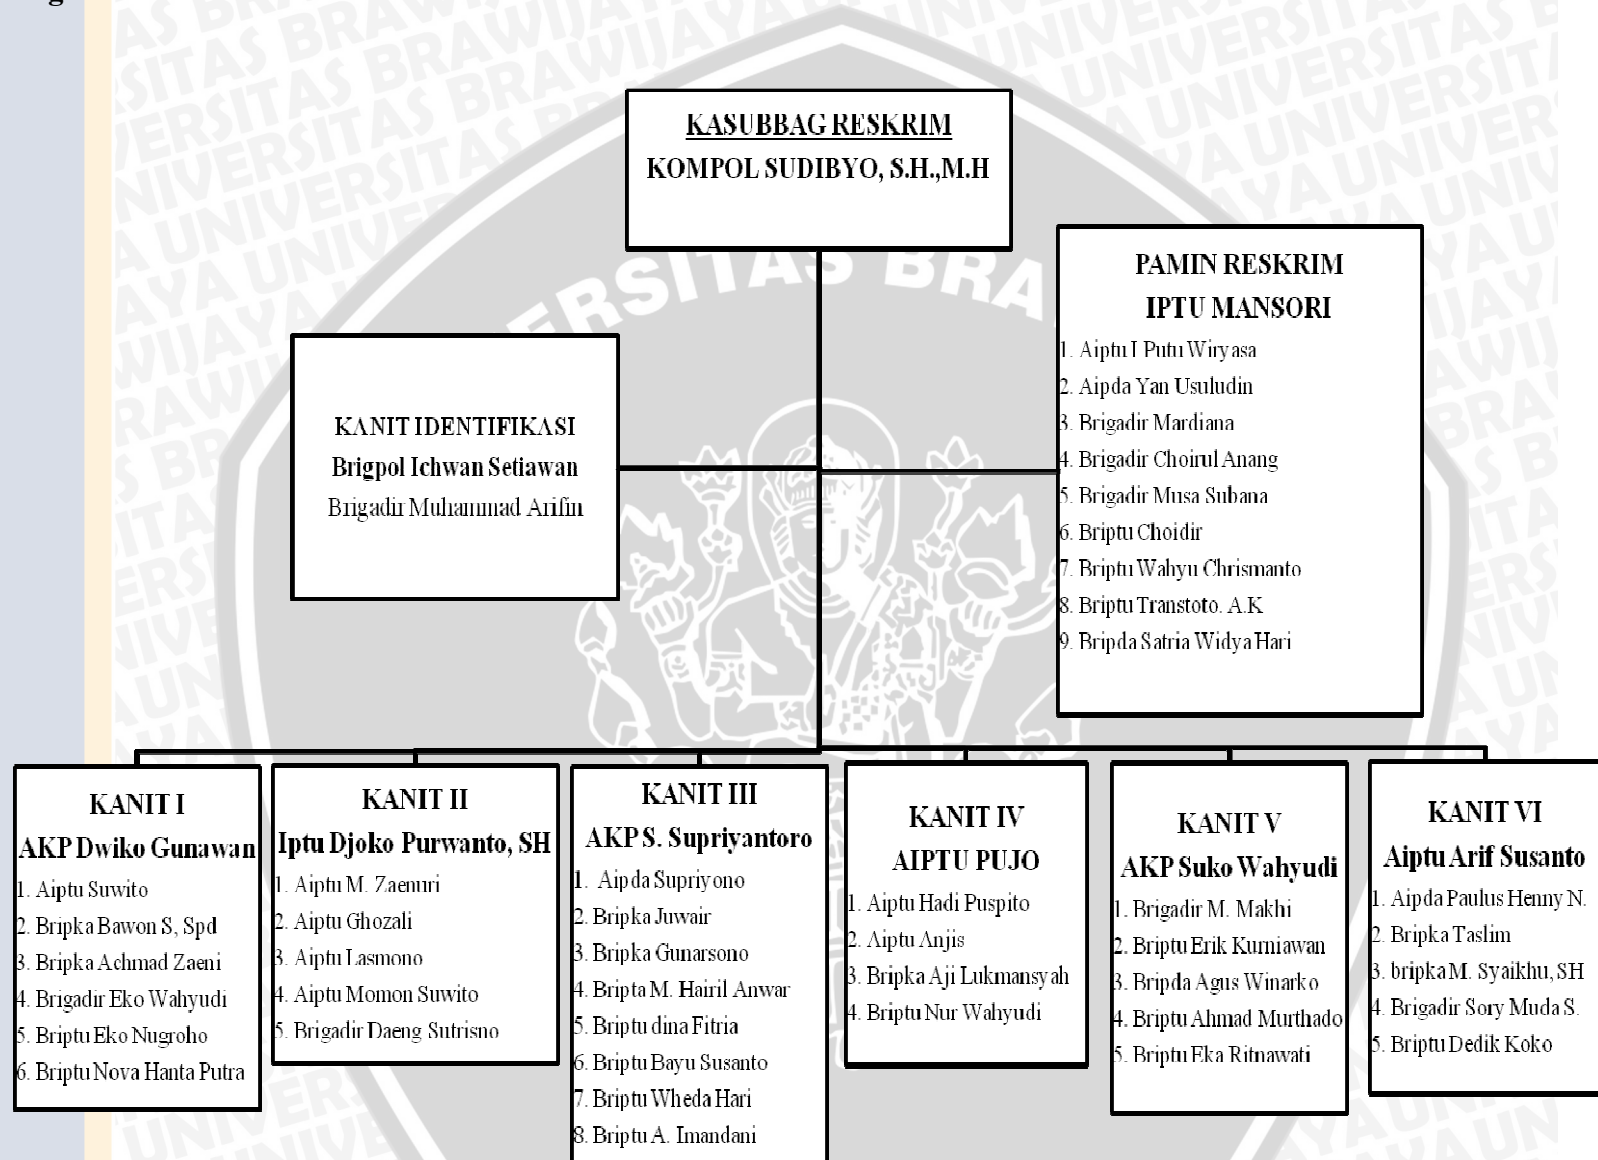 g
KASUBBAG RESKRIM
KOMPOL SUDIBYO, S.H.,M.H
PAMIN RESKRIM
IPTU MANSORI
1. Aiptu I Putu Wiryasa
2. Aipda Yan Usuludin
3. Brigadir Mardiana
4. Brigadir Choirul Anang
5. Brigadir Musa Subana
6. Briptu Choidir
7. Briptu Wahyu Chrismanto
8. Briptu Transtoto. A.K
9. Bripda Satria Widya Hari
KANIT IDENTIFIKASI
Brigpol Ichwan Setiawan
Brigadir Muhammad Arifin
KANIT I
AKP Dwiko Gunawan
1. Aiptu Suwito
2. Bripka Bawon S, Spd
3. Bripka Achmad Zaeni
4. Brigadir Eko Wahyudi
5. Briptu Eko Nugroho
6. Briptu Nova Hanta Putra
KANIT II
Iptu Djoko Purwanto, SH
1. Aiptu M. Zaenuri
2. Aiptu Ghozali
3. Aiptu Lasmono
4. Aiptu Momon Suwito
5. Brigadir Daeng Sutrisno
KANIT III
AKP S. Supriyantoro
1. Aipda Supriyono
2. Bripka Juwair
3. Bripka Gunarsono
4. Bripta M. Hairil Anwar
5. Briptu dina Fitria
6. Briptu Bayu Susanto
7. Briptu Wheda Hari
8. Briptu A. Imandani
KANIT IV
AIPTU PUJO
1. Aiptu Hadi Puspito
2. Aiptu Anjis
3. Bripka Aji Lukmansyah
4. Briptu Nur Wahyudi
KANIT V
AKP Suko Wahyudi
1. Brigadir M. Makhi
2. Briptu Erik Kurniawan
3. Bripda Agus Winarko
4. Briptu Ahmad Murthado
5. Briptu Eka Ritnawati
KANIT VI
Aiptu Arif Susanto
1. Aipda Paulus Henny N.
2. Bripka Taslim
3. bripka M. Syaikhu, SH
4. Brigadir Sory Muda S.
5. Briptu Dedik Koko